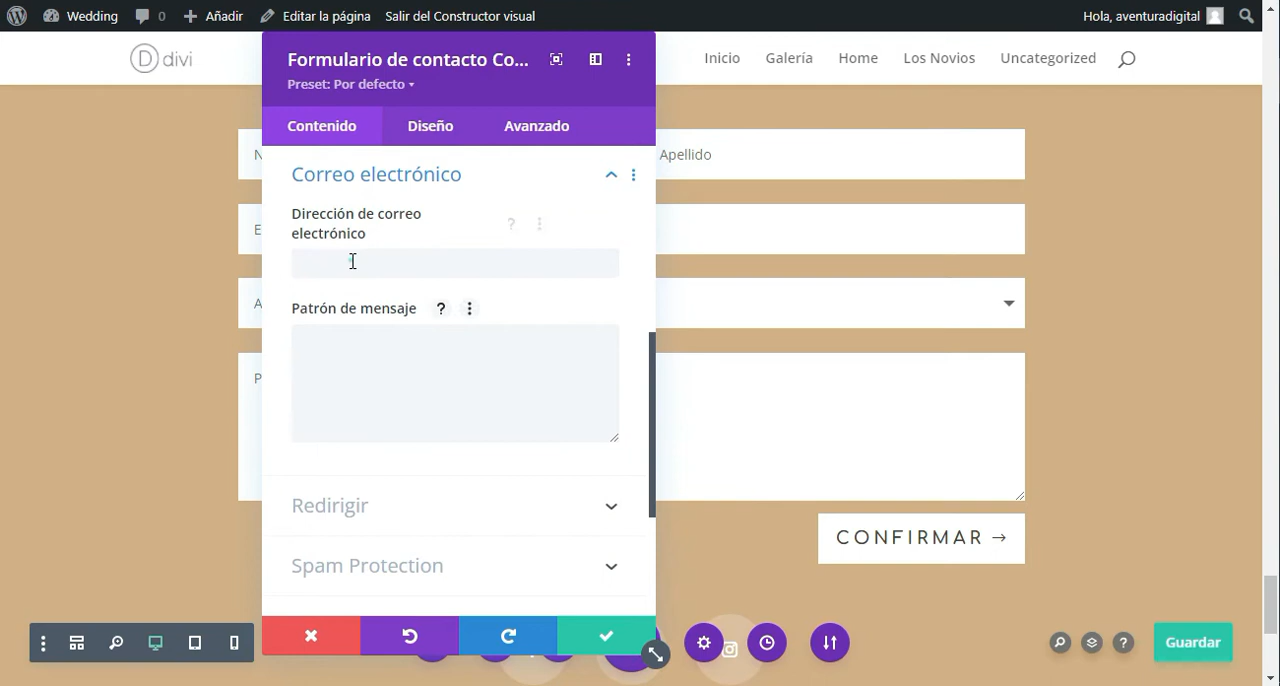 Wedding
0
Añadir
Editar la página
Salir del Constructor visual
Hola, aventuradigital
D divi
Inicio
Galería
Home
Los Novios
Uncategorized
Formulario de contacto Co...
Preset: Por defecto
Contenido
Diseño
Avanzado
Correo electrónico
Dirección de correo
electrónico
?
Patrón de mensaje
?
Redirigir
Spam Protection
N
Apellido
E
A
P
CONFIRMAR →
?
Guardar